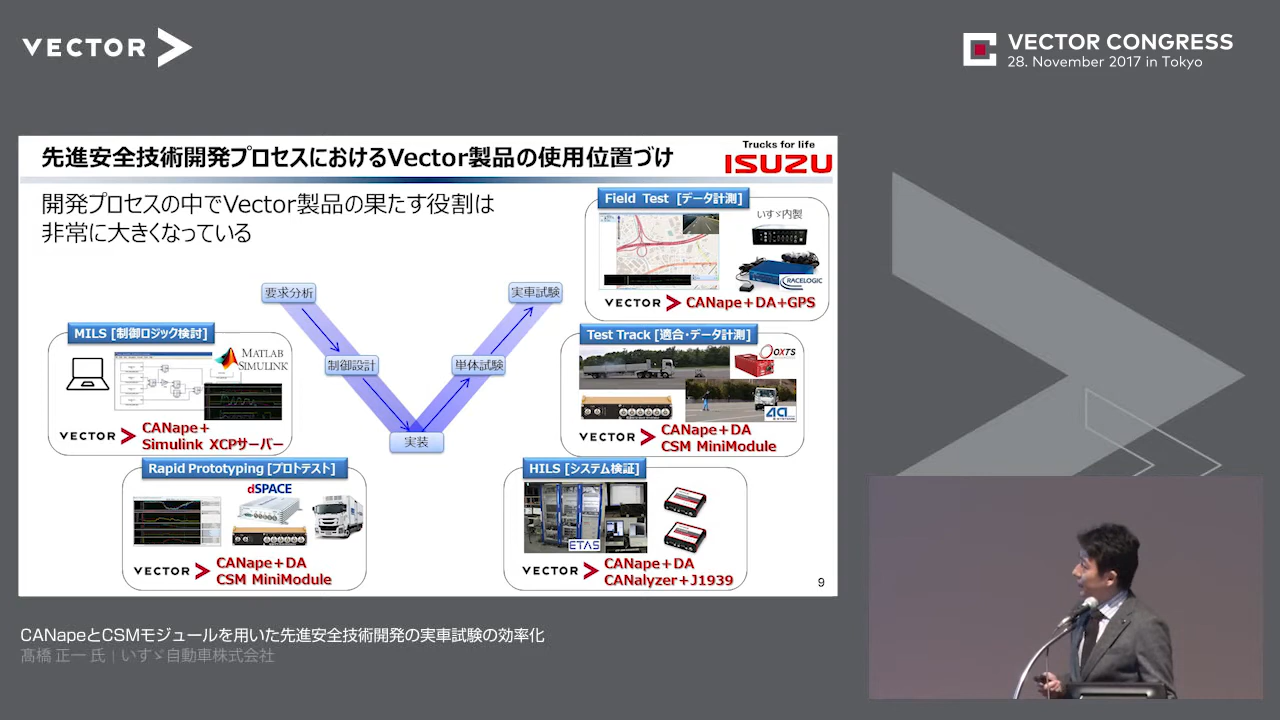 VECTOR
VECTOR CONGRESS
28. November 2017 in Tokyo
先進安全技術開発プロセスにおけるVector製品の使用位置づけ
Trucks for life
ISUZU
開発プロセスの中でVector製品の果たす役割は
非常に大きくなっている
Field Test [データ計測]
いすゞ内製
RACELOGIC
VECTOR CANape+DA+GPS
要求分析
実車試験
制御設計
単体試験
実装
MILS [制御ロジック検討]
MATLAB
SIMULINK
VECTOR
CANape+
Simulink XCPサーバー
Test Track [適合・データ計測]
OXTS
4a
VECTOR
CANape+DA
CSM MiniModule
Rapid Prototyping [プロトテスト]
dSPACE
VECTOR
CANape+DA
CSM MiniModule
HILS [システム検証]
ETAS
VECTOR
CANape+DA
CANalyzer+J1939
9
CANapeとCSMモジュールを用いた先進安全技術開発の実車試験の効率化
髙橋 正一 氏 | いすゞ自動車株式会社